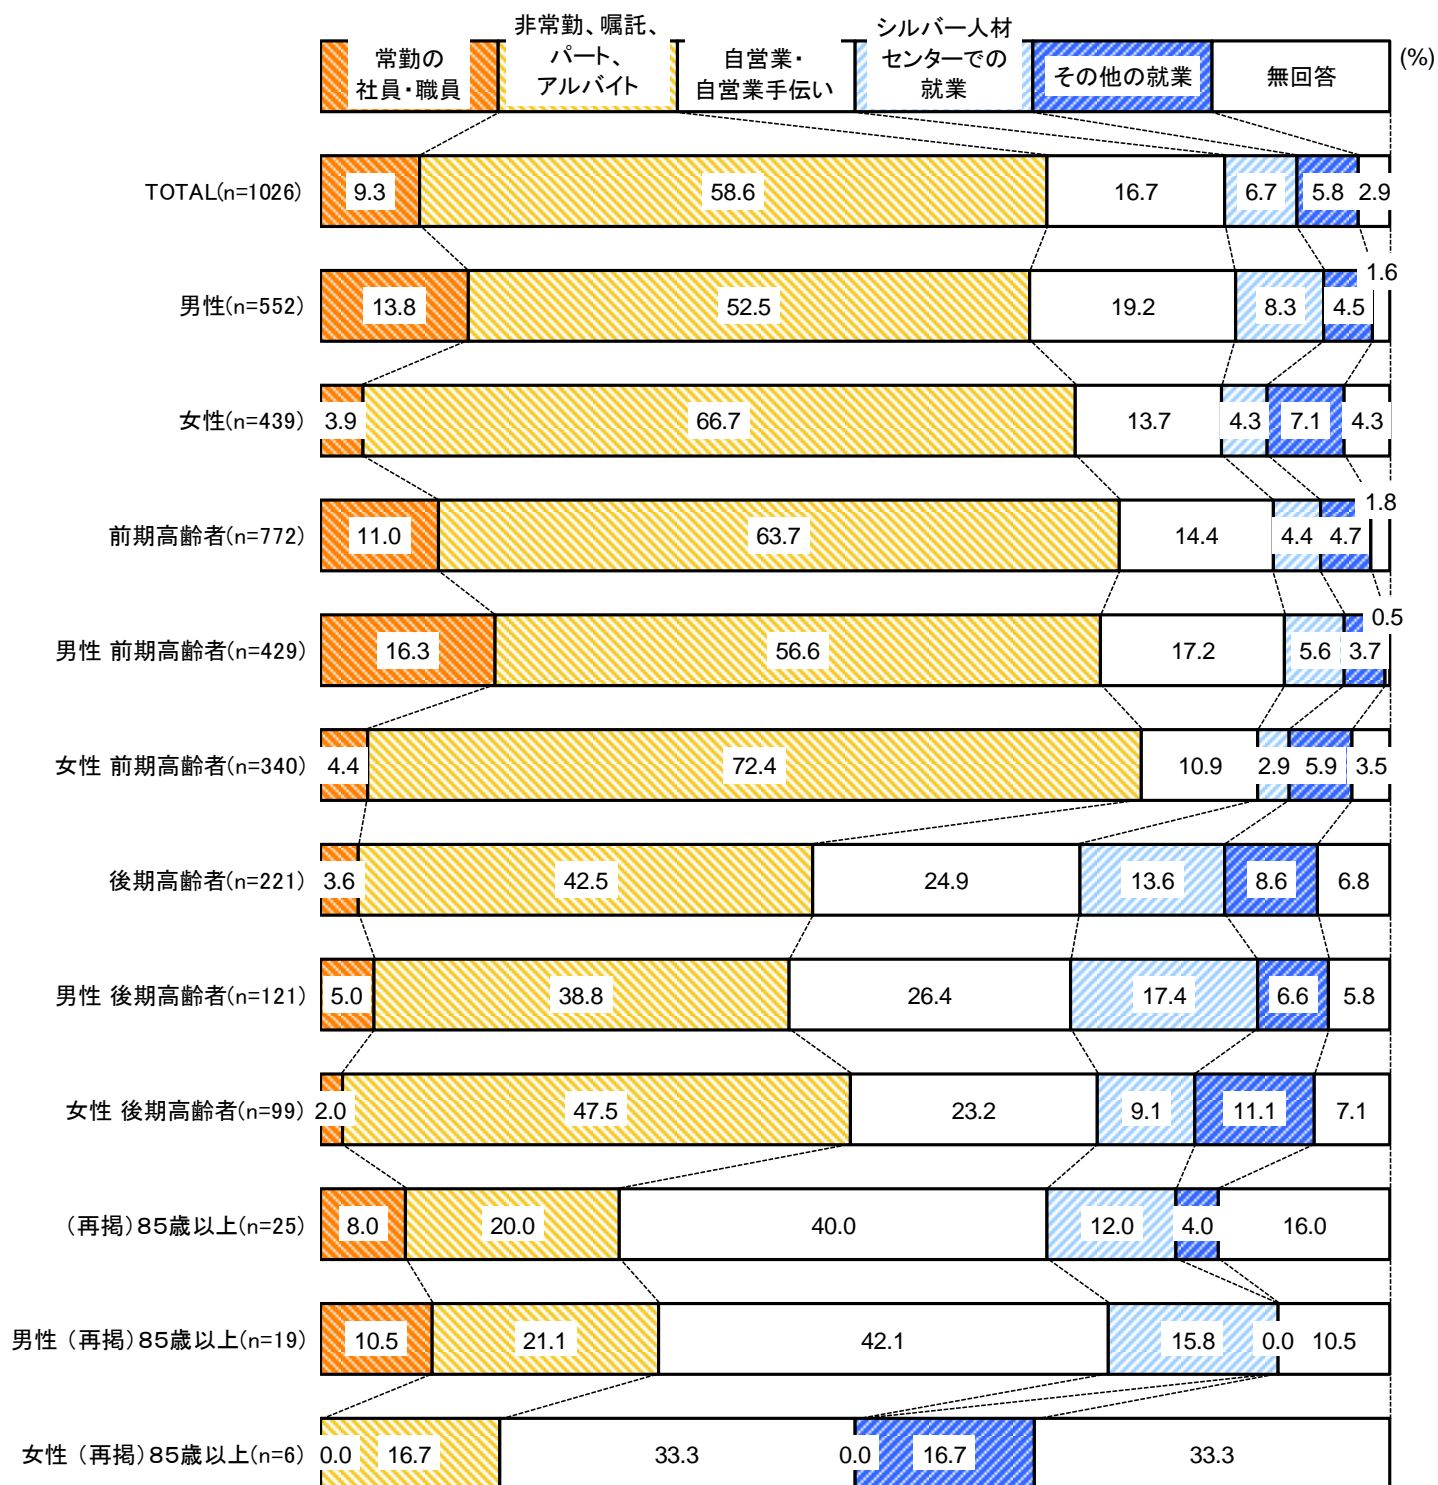 常勤の
社員・職員
非常勤、嘱託、
パート、
アルバイト
自営業・
自営業手伝い
シルバー人材
センターでの
就業
その他の就業
無回答
(%)
TOTAL(n=1026) 9.3 58.6 16.7 6.7 5.8 2.9
男性(n=552) 13.8 52.5 19.2 8.3 4.5 1.6
女性(n=439) 3.9 66.7 13.7 4.3 7.1 4.3
前期高齢者(n=772) 11.0 63.7 14.4 4.4 4.7 1.8
男性 前期高齢者(n=429) 16.3 56.6 17.2 5.6 3.7 0.5
女性 前期高齢者(n=340) 4.4 72.4 10.9 2.9 5.9 3.5
後期高齢者(n=221) 3.6 42.5 24.9 13.6 8.6 6.8
男性 後期高齢者(n=121) 5.0 38.8 26.4 17.4 6.6 5.8
女性 後期高齢者(n=99) 2.0 47.5 23.2 9.1 11.1 7.1
（再掲）85歳以上(n=25) 8.0 20.0 40.0 12.0 4.0 16.0
男性 （再掲）85歳以上(n=19) 10.5 21.1 42.1 15.8 0.0 10.5
女性 （再掲）85歳以上(n=6) 0.0 16.7 33.3 0.0 16.7 33.3